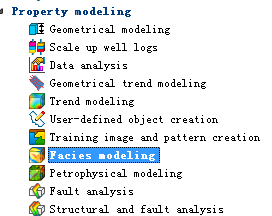 Property modeling
Geometrical modeling
Scale up well logs
Data analysis
Geometrical trend modeling
Trend modeling
User-defined object creation
Training image and pattern creation
Facies modeling
Petrophysical modeling
Fault analysis
Structural and fault analysis